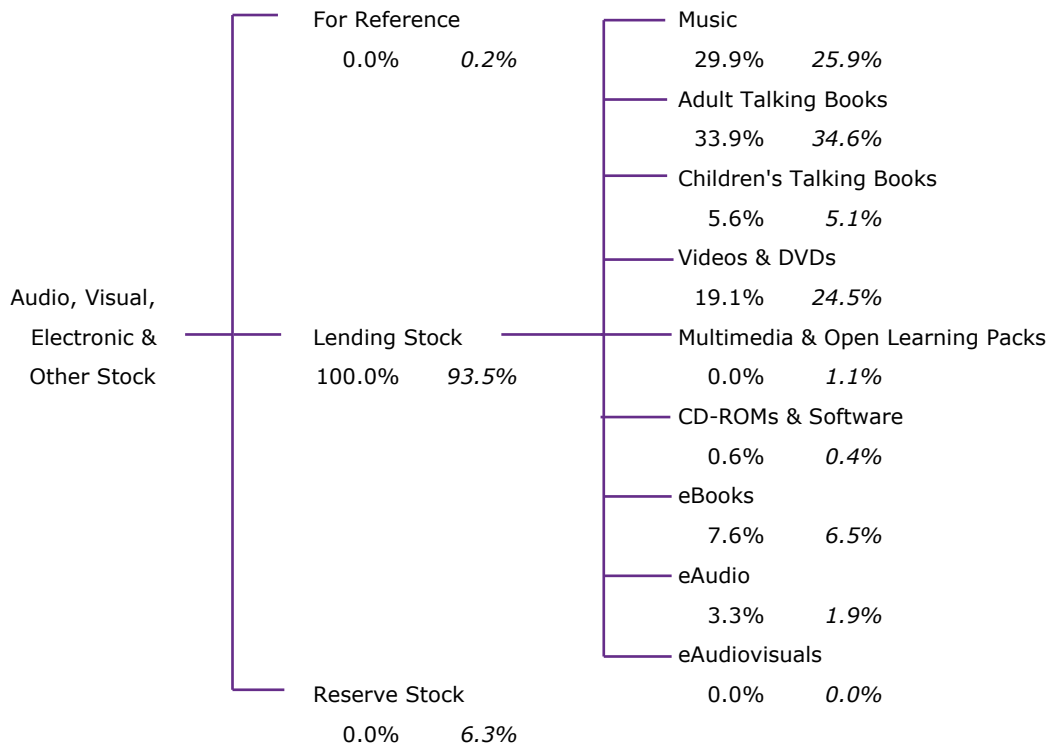 Audio, Visual,
Electronic &
Other Stock
For Reference
0.0% 0.2%
Lending Stock
100.0% 93.5%
Reserve Stock
0.0% 6.3%
Music
29.9% 25.9%
Adult Talking Books
33.9% 34.6%
Children's Talking Books
5.6% 5.1%
Videos & DVDs
19.1% 24.5%
Multimedia & Open Learning Packs
0.0% 1.1%
CD-ROMs & Software
0.6% 0.4%
eBooks
7.6% 6.5%
eAudio
3.3% 1.9%
eAudiovisuals
0.0% 0.0%